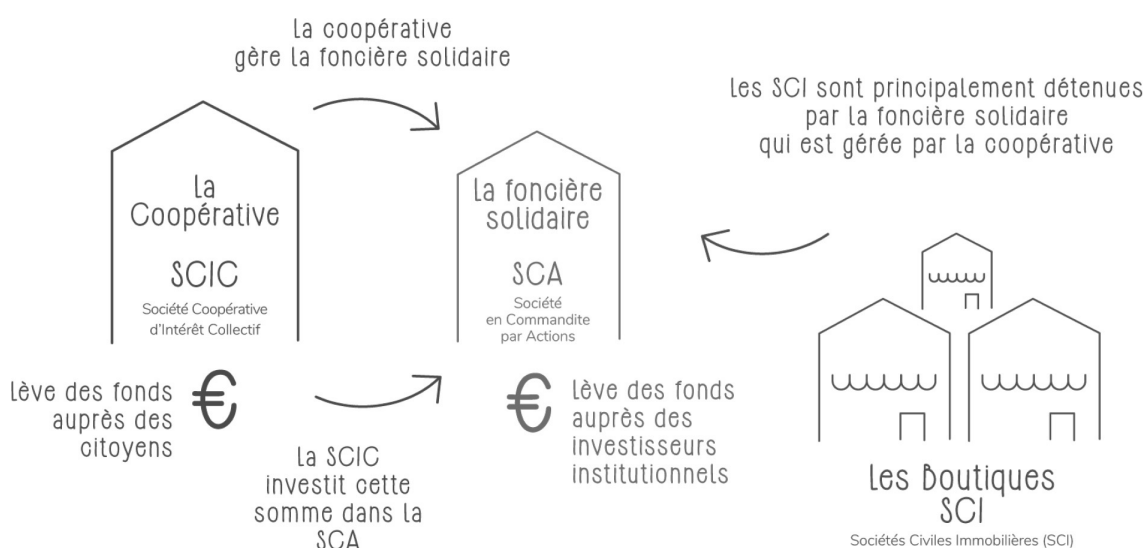 La coopérative
gère la foncière solidaire
Les SCI sont principalement détenues
par la foncière solidaire
qui est gérée par la coopérative
La
Coopérative
SCIC
Société Coopérative
d'Intérêt Collectif
La foncière
solidaire
SCA
Société
en Commandite
par Actions
Lève des fonds
auprès des
citoyens
€
La SCIC
investit cette
somme dans la
SCA
€
Lève des fonds
auprès des
investisseurs
institutionnels
Les Boutiques
SCI
Sociétés Civiles Immobilières (SCI)